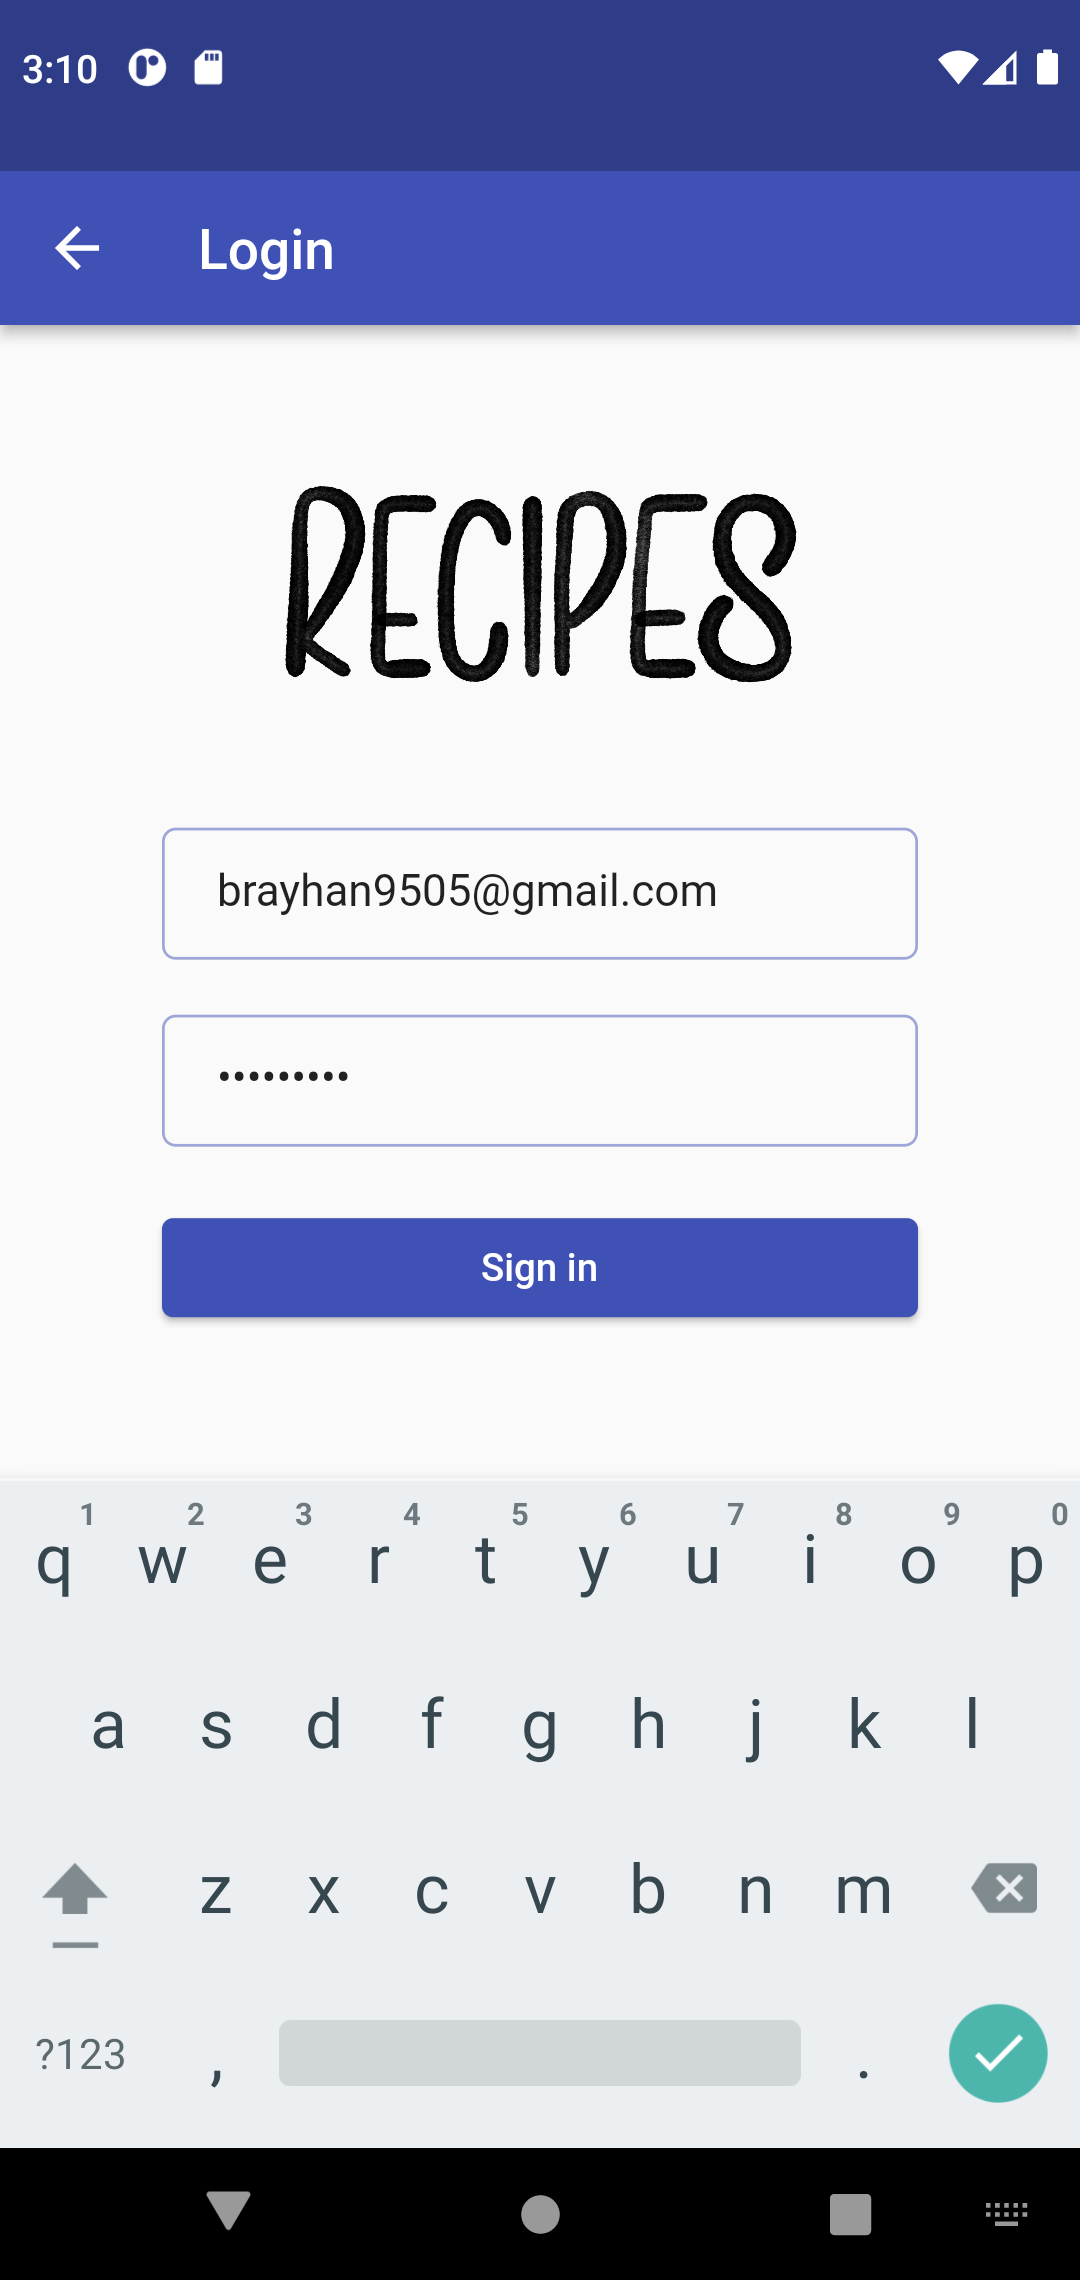 3:10
Login
RECIPES
brayhan9505@gmail.com
•••••••••
Sign in
1 2 3 4 5 6 7 8 9 0
q w e r t y u i o p
a s d f g h j k l
z x c v b n m
?123 , .